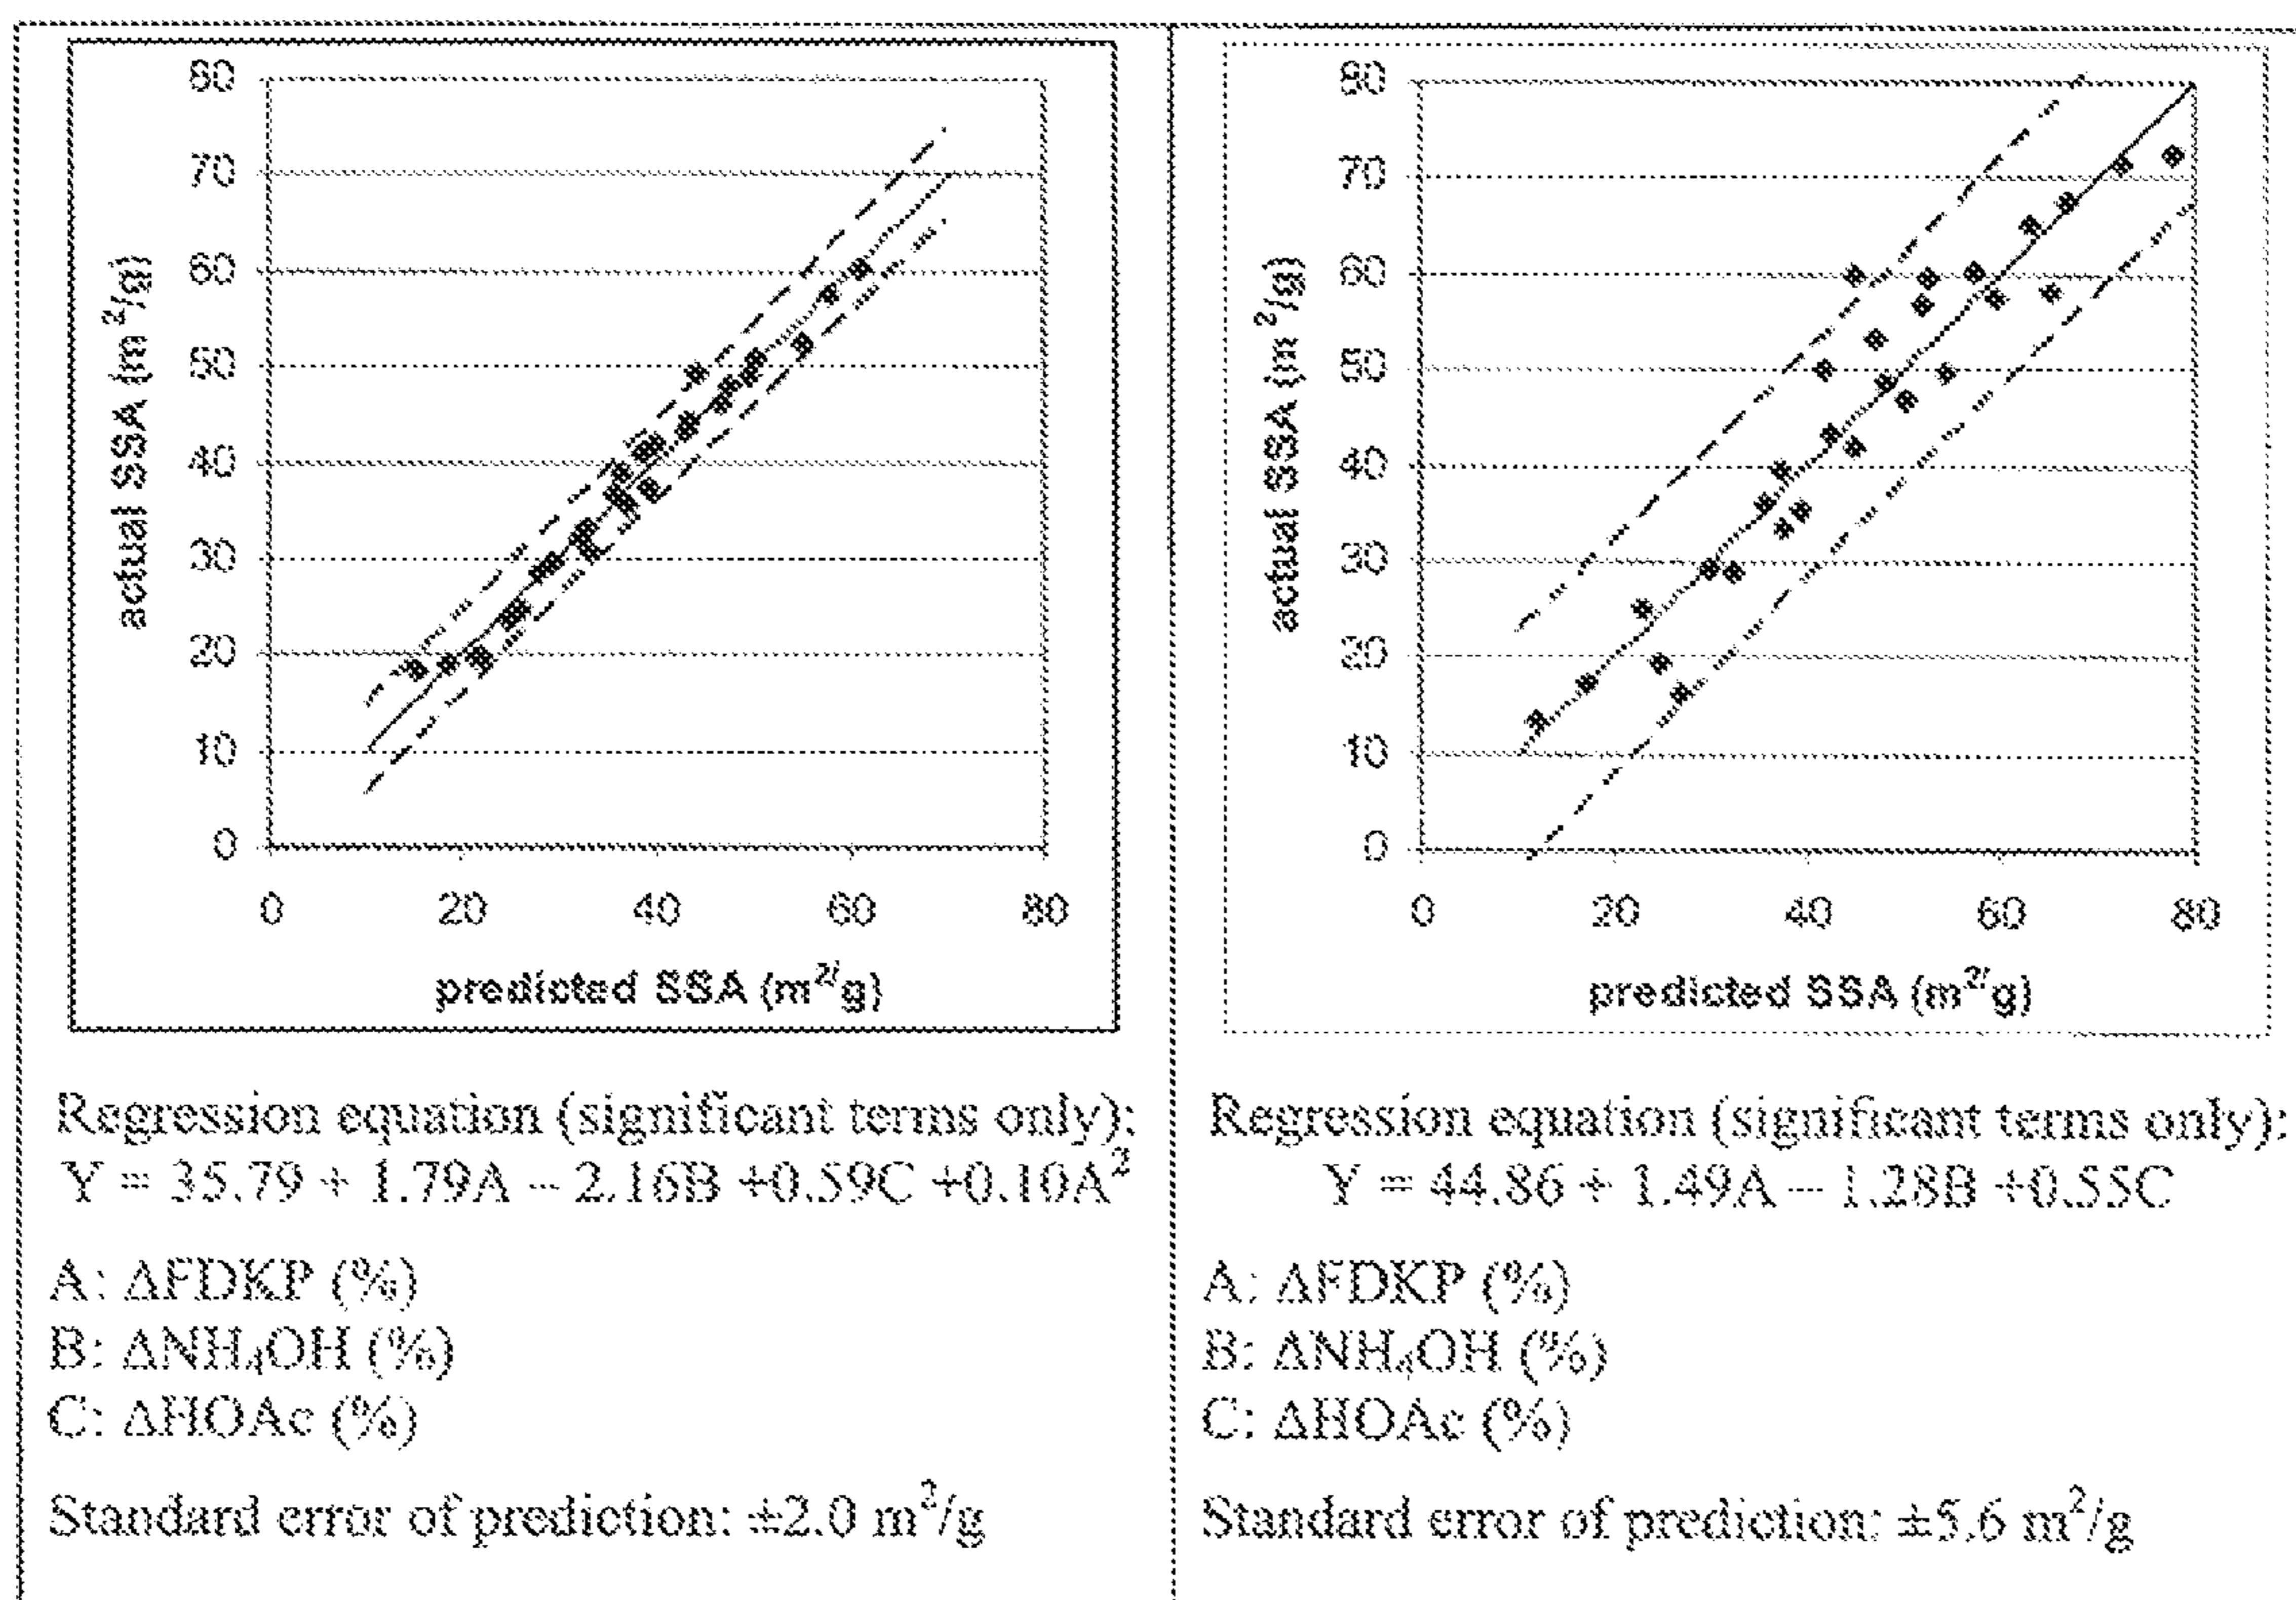 80
70
60
50
40
30
20
10
0
0 20 40 60 80
actual SSA (m²/g)
predicted SSA (m²/g)
Regression equation (significant terms only):
Y = 35.79 + 1.79A – 2.16B +0.59C +0.10A²
A: ΔFDKP (%)
B: ΔNH₄OH (%)
C: ΔHOAc (%)
Standard error of prediction: ±2.0 m²/g
80
70
60
50
40
30
20
10
0
0 20 40 60 80
actual SSA (m²/g)
predicted SSA (m²/g)
Regression equation (significant terms only):
Y = 44.86 + 1.49A – 1.28B +0.55C
A: ΔFDKP (%)
B: ΔNH₄OH (%)
C: ΔHOAc (%)
Standard error of prediction: ±5.6 m²/g